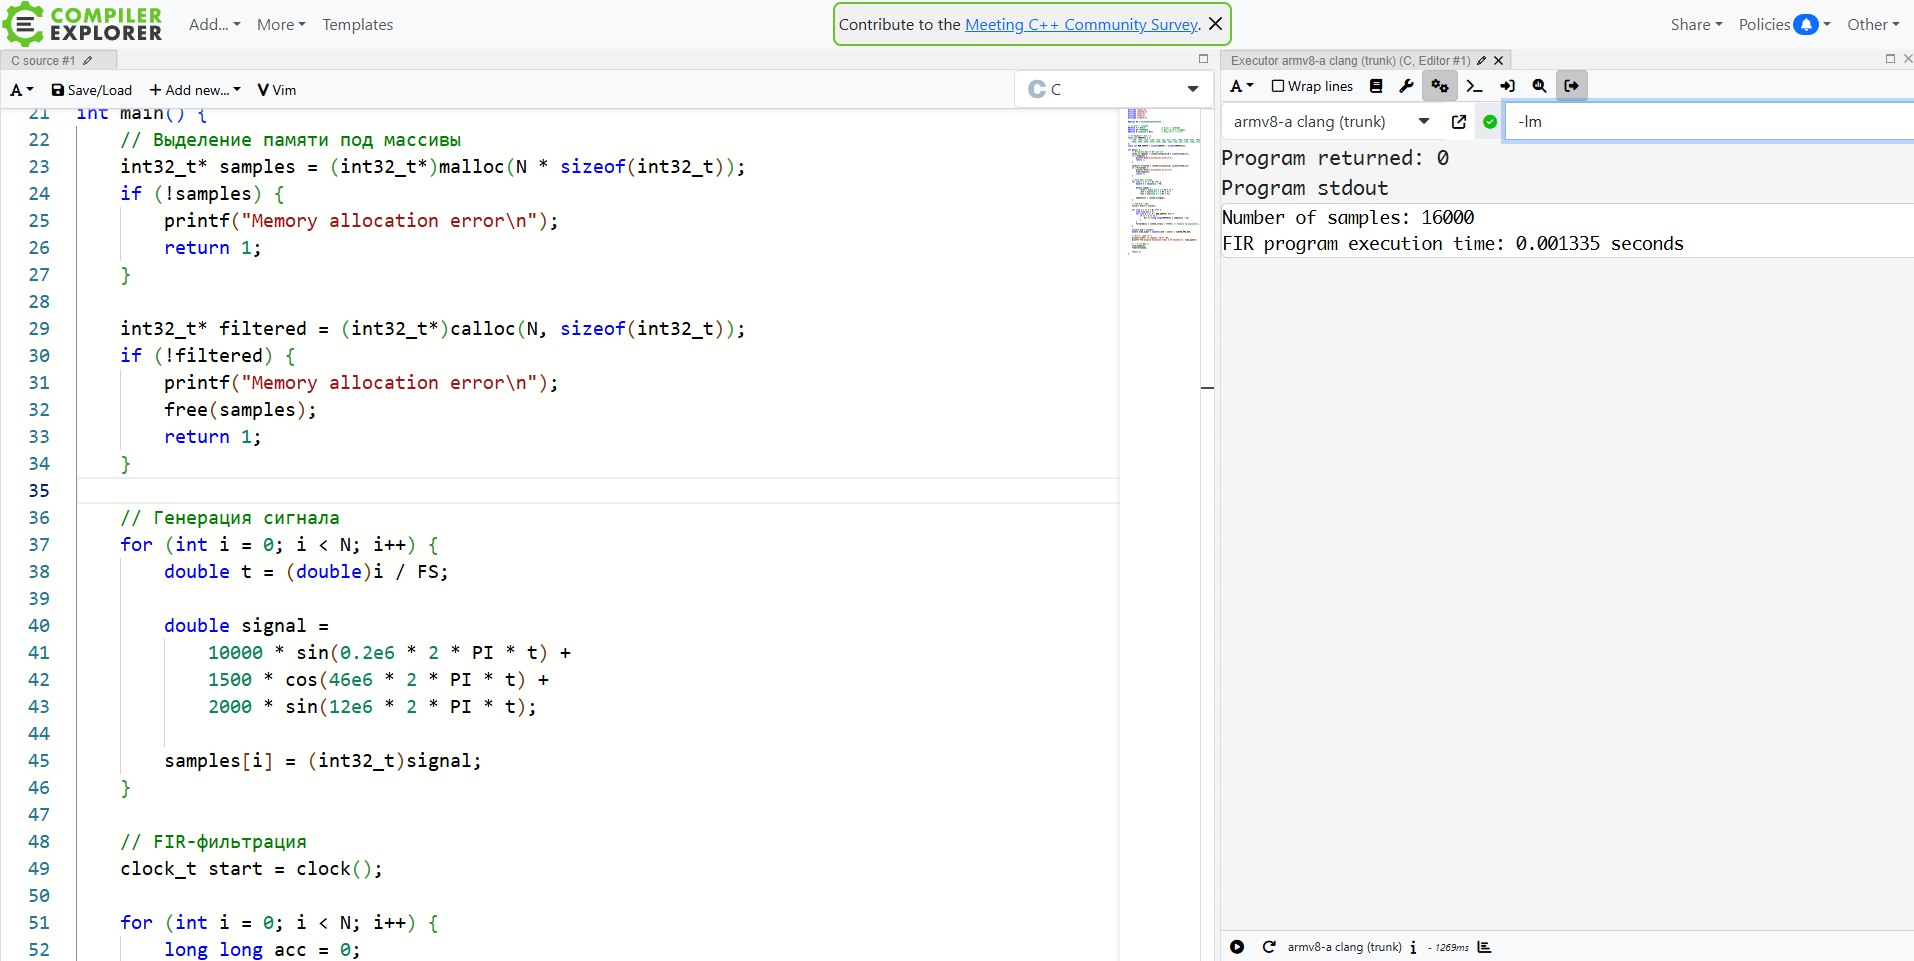 COMPILER
EXPLORER
Add...
More
Templates
Contribute to the Meeting C++ Community Survey.
Share
Policies
Other
C source #1
A
Save/Load
Add new...
Vim
C
21 int main() {
22 // Выделение памяти под массивы
23 int32_t* samples = (int32_t*)malloc(N * sizeof(int32_t));
24 if (!samples) {
25 printf("Memory allocation error\n");
26 return 1;
27 }
28
29 int32_t* filtered = (int32_t*)calloc(N, sizeof(int32_t));
30 if (!filtered) {
31 printf("Memory allocation error\n");
32 free(samples);
33 return 1;
34 }
35
36 // Генерация сигнала
37 for (int i = 0; i < N; i++) {
38 double t = (double)i / FS;
39
40 double signal =
41 10000 * sin(0.2e6 * 2 * PI * t) +
42 1500 * cos(46e6 * 2 * PI * t) +
43 2000 * sin(12e6 * 2 * PI * t);
44
45 samples[i] = (int32_t)signal;
46 }
47
48 // FIR-фильтрация
49 clock_t start = clock();
50
51 for (int i = 0; i < N; i++) {
52 long long acc = 0;
Executor armv8-a clang (trunk) (C, Editor #1)
A
Wrap lines
armv8-a clang (trunk)
-lm
Program returned: 0
Program stdout
Number of samples: 16000
FIR program execution time: 0.001335 seconds
armv8-a clang (trunk) i - 1269ms